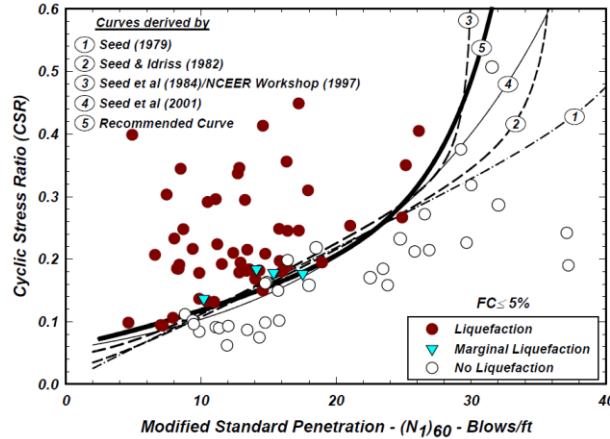 Curves derived by
1 Seed (1979)
2 Seed & Idriss (1982)
3 Seed et al (1984)/NCEER Workshop (1997)
4 Seed et al (2001)
5 Recommended Curve
3
5
4
2
1
Cyclic Stress Ratio (CSR)
0.6
0.5
0.4
0.3
0.2
0.1
0.0
FC ≤ 5%
Liquefaction
Marginal Liquefaction
No Liquefaction
0 10 20 30 40
Modified Standard Penetration - (N1)60 - Blows/ft